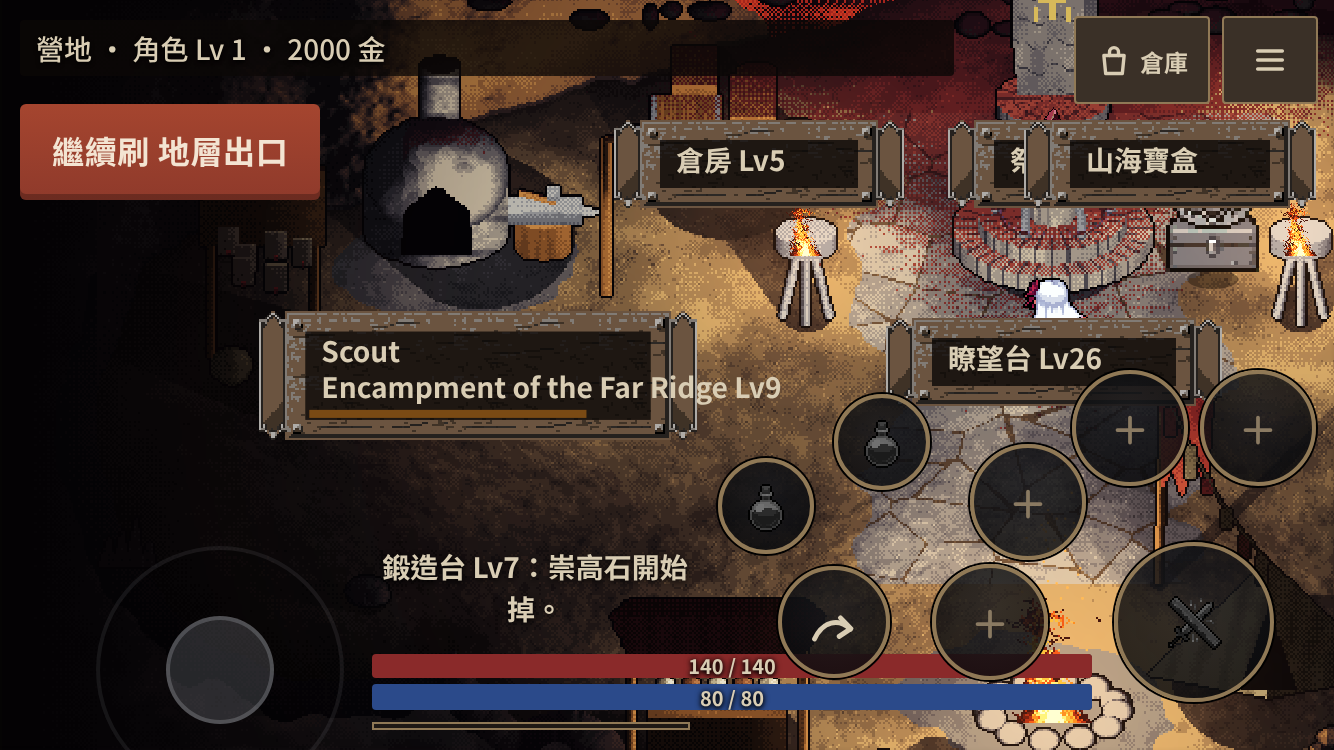 營地 • 角色 Lv 1 • 2000 金
倉庫
繼續刷 地層出口
倉房 Lv5
山海寶盒
Scout
Encampment of the Far Ridge Lv9
瞭望台 Lv26
鍛造台 Lv7：崇高石開始
掉。
140 / 140
80 / 80